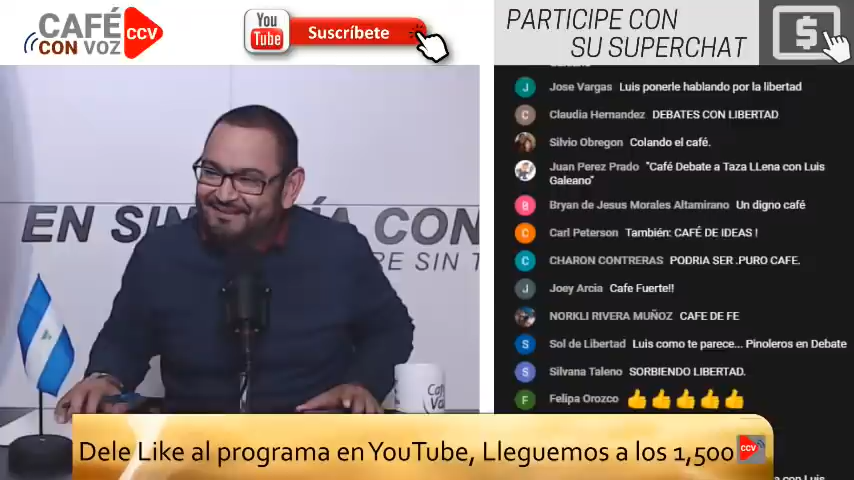 CAFÉ
CON VOZ
CCV
You
Tube
Suscríbete
PARTICIPE CON
SU SUPERCHAT
$
EN SIN
ÍA CON
RE SIN T
Café
Voz
J Jose Vargas Luis ponerle hablando por la libertad
C Claudia Hernandez DEBATES CON LIBERTAD
Silvio Obregon Colando el café.
Juan Perez Prado "Café Debate a Taza LLena con Luis
Galeano"
B Bryan de Jesus Morales Altamirano Un digno café
C Carl Peterson También: CAFÉ DE IDEAS !
C CHARON CONTRERAS PODRIA SER .PURO CAFE.
J Joey Arcia Cafe Fuerte!!
NORKLI RIVERA MUÑOZ CAFE DE FE
S Sol de Libertad Luis como te parece... Pinoleros en Debate
S Silvana Taleno SORBIENDO LIBERTAD.
F Felipa Orozco 👍👍👍👍👍
Dele Like al programa en YouTube, Lleguemos a los 1,500
CCV